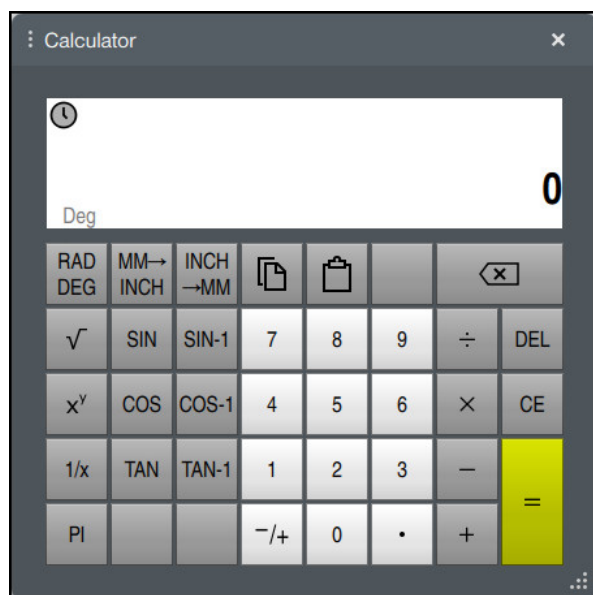 Calculator
0
Deg
RAD DEG MM→ INCH INCH →MM
√ SIN SIN-1 7 8 9 ÷ DEL
xʸ COS COS-1 4 5 6 × CE
1/x TAN TAN-1 1 2 3 − =
PI −/+ 0 • +